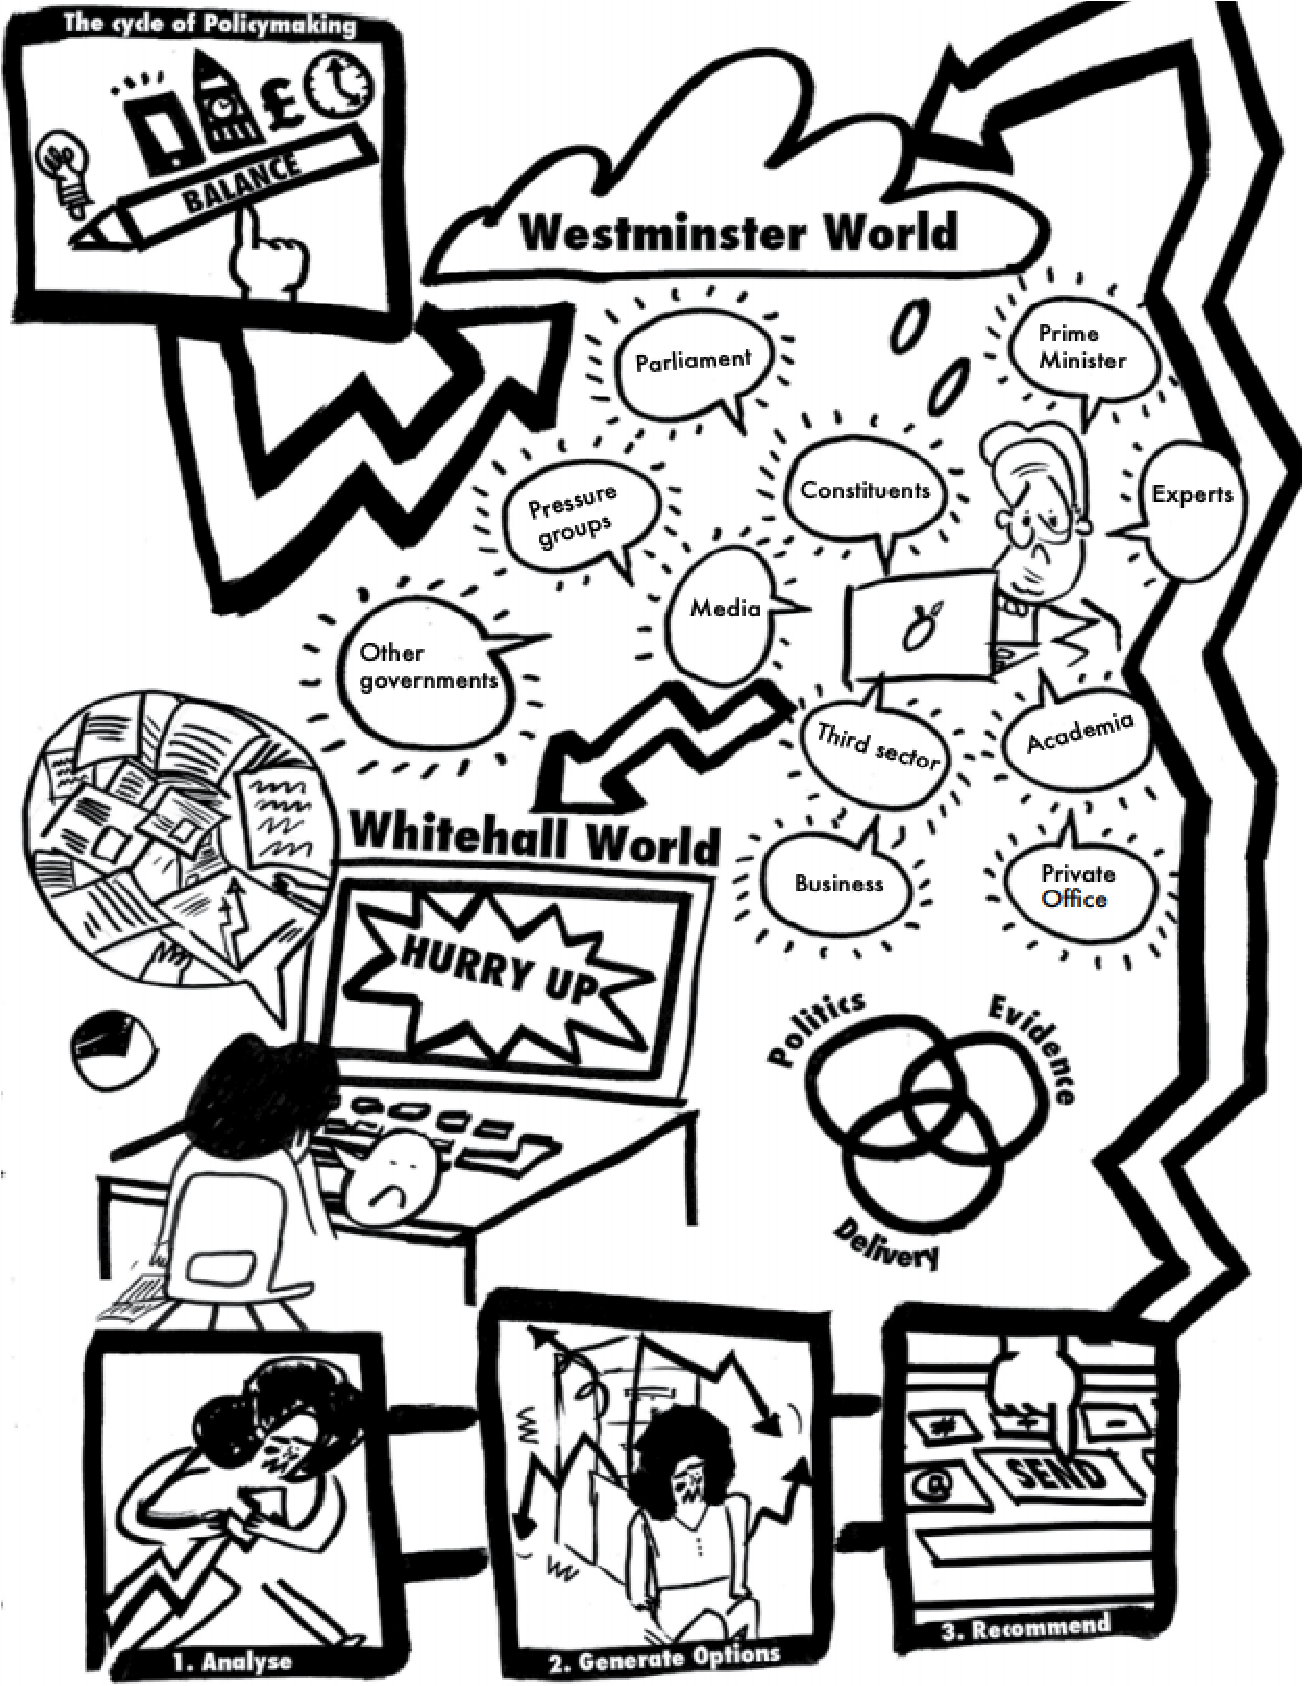 The cycle of Policymaking
£
BALANCE
Westminster World
Parliament
Prime
Minister
Constituents
Experts
Pressure
groups
Media
Other
governments
Third sector
Academia
Whitehall World
Business
Private
Office
HURRY UP
Politics
Evidence
Delivery
# + -
@ SEND
1. Analyse
2. Generate Options
3. Recommend